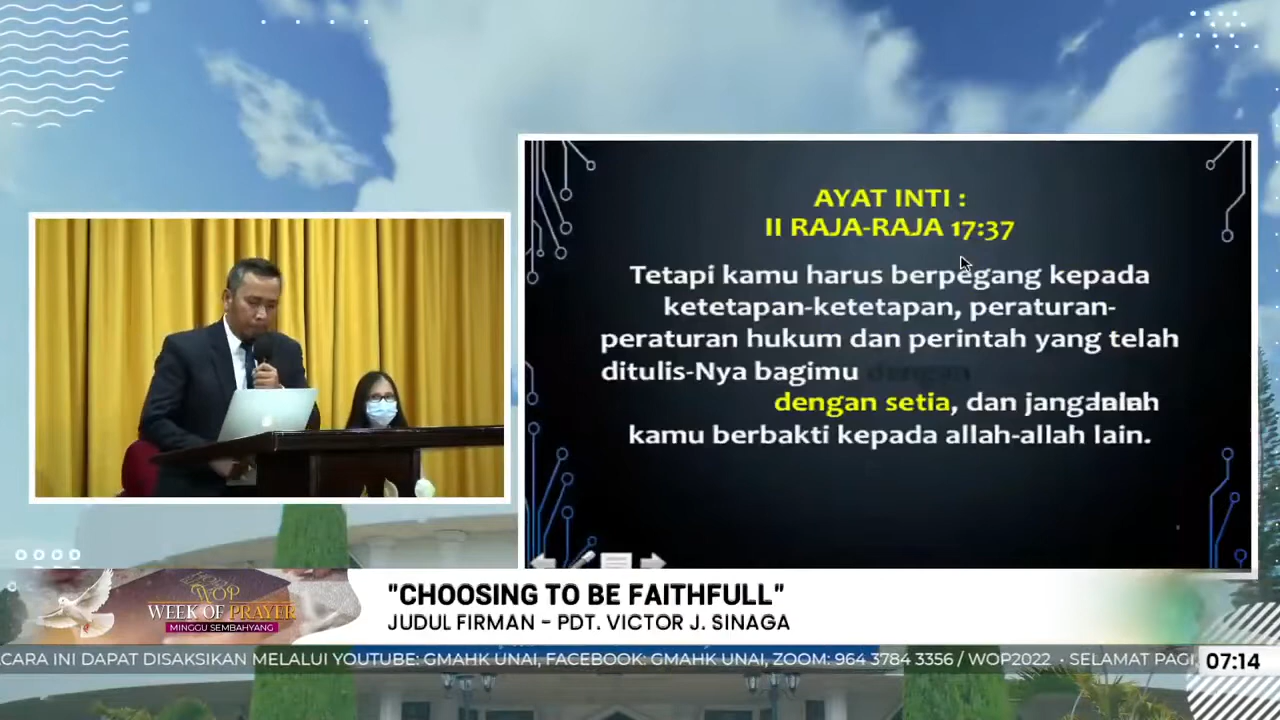 AYAT INTI :
II RAJA-RAJA 17:37
Tetapi kamu harus berpegang kepada
ketetapan-ketetapan, peraturan-
peraturan hukum dan perintah yang telah
ditulis-Nya bagimu dengan
dengan setia, dan janganlah
kamu berbakti kepada allah-allah lain.
WOP
WEEK OF PRAYER
MINGGU SEMBAHYANG
"CHOOSING TO BE FAITHFULL"
JUDUL FIRMAN - PDT. VICTOR J. SINAGA
ACARA INI DAPAT DISAKSIKAN MELALUI YOUTUBE: GMAHK UNAI, FACEBOOK: GMAHK UNAI, ZOOM: 964 3784 3356 / WOP2022 • SELAMAT PAGI,
07:14